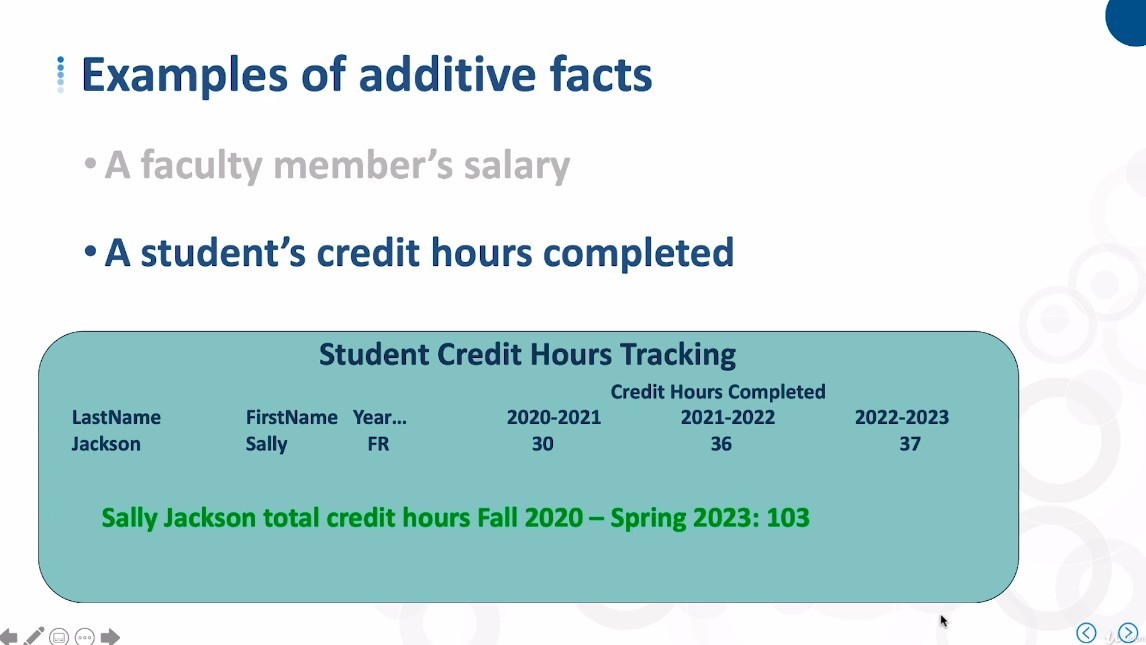 Examples of additive facts
• A faculty member’s salary
• A student’s credit hours completed
Student Credit Hours Tracking
Credit Hours Completed
LastName FirstName Year... 2020-2021 2021-2022 2022-2023
Jackson Sally FR 30 36 37
Sally Jackson total credit hours Fall 2020 – Spring 2023: 103